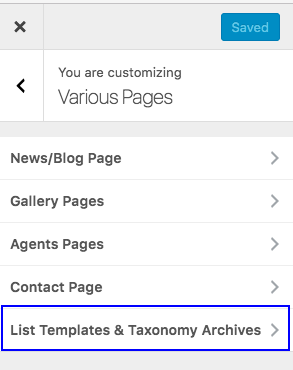 Saved
You are customizing
Various Pages
News/Blog Page
Gallery Pages
Agents Pages
Contact Page
List Templates & Taxonomy Archives